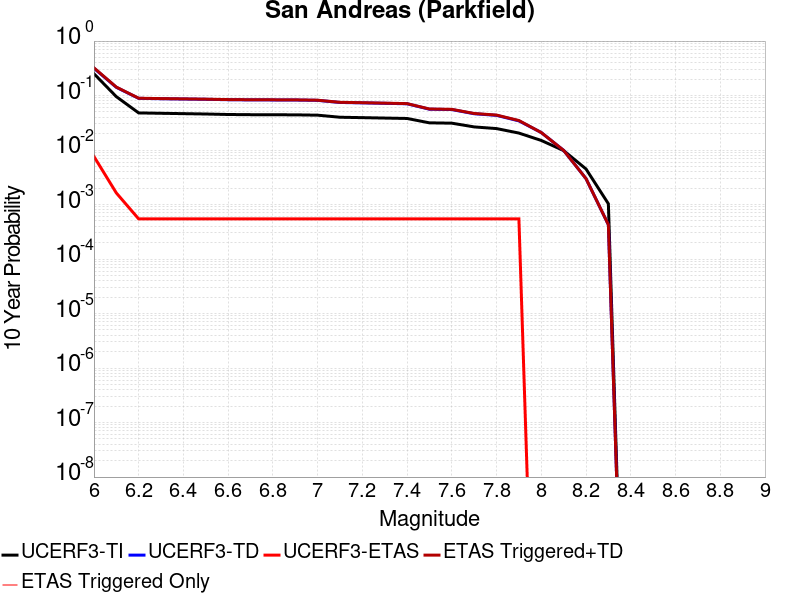 San Andreas (Parkfield)
10 0
10 -1
10 -2
10 -3
10 -4
10 -5
10 -6
10 -7
10 -8
10 Year Probability
6 6.2 6.4 6.6 6.8 7 7.2 7.4 7.6 7.8 8 8.2 8.4 8.6 8.8 9
Magnitude
UCERF3-TI UCERF3-TD UCERF3-ETAS ETAS Triggered+TD
ETAS Triggered Only